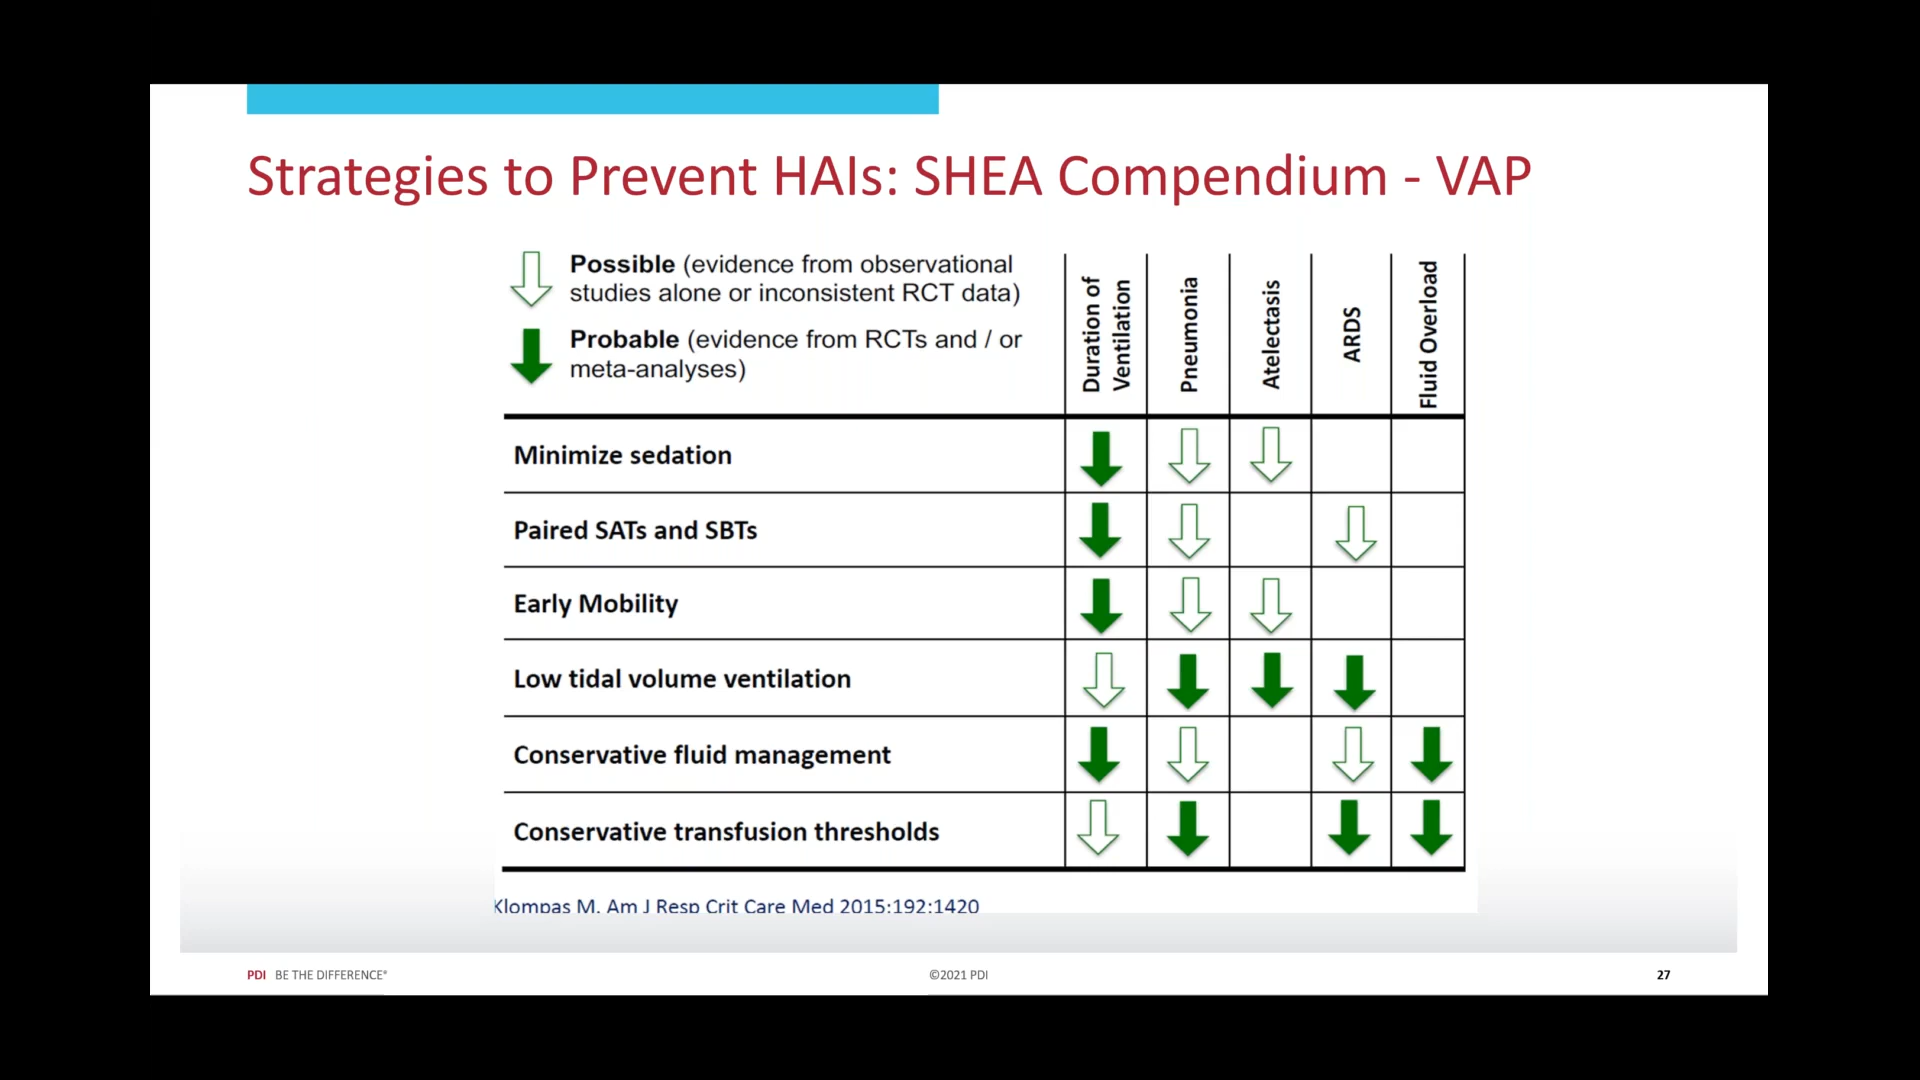 Strategies to Prevent HAIs: SHEA Compendium - VAP
Possible (evidence from observational
studies alone or inconsistent RCT data)
Probable (evidence from RCTs and / or
meta-analyses)
Duration of
Ventilation
Pneumonia
Atelectasis
ARDS
Fluid Overload
Minimize sedation
Paired SATs and SBTs
Early Mobility
Low tidal volume ventilation
Conservative fluid management
Conservative transfusion thresholds
Klompas M. Am J Resp Crit Care Med 2015:192:1420
PDI BE THE DIFFERENCE®
©2021 PDI
27